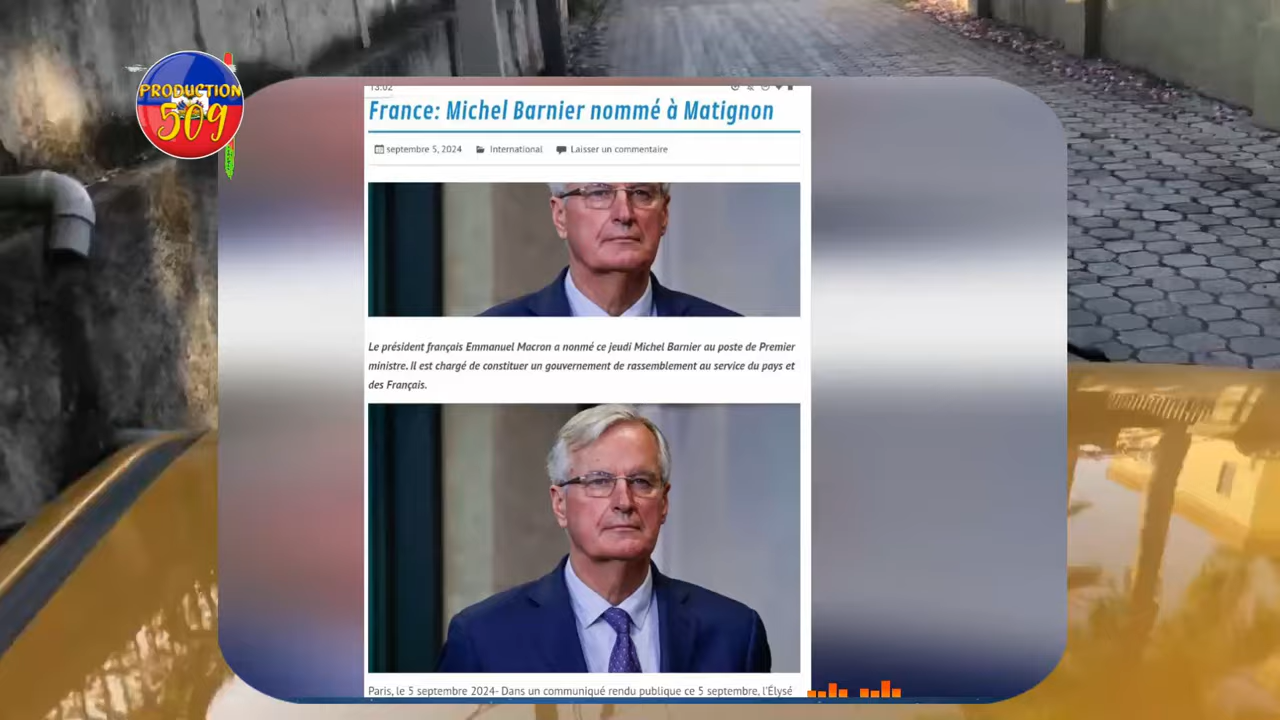 PRODUCTION
509
13:02
France: Michel Barnier nommé à Matignon
septembre 5, 2024 International Laisser un commentaire
Le président français Emmanuel Macron a nommé ce jeudi Michel Barnier au poste de Premier
ministre. Il est chargé de constituer un gouvernement de rassemblement au service du pays et
des Français.
Paris, le 5 septembre 2024- Dans un communiqué rendu publique ce 5 septembre, l'Élysé